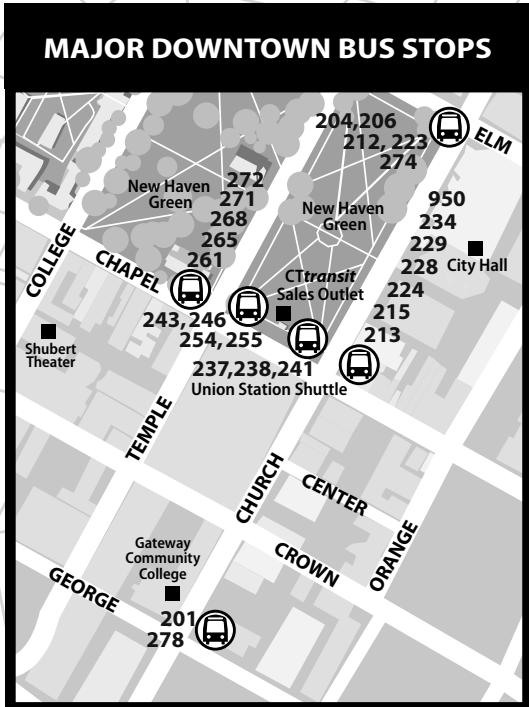 MAJOR DOWNTOWN BUS STOPS
204,206
212, 223
274
ELM
New Haven
Green
272
271
268
265
261
New Haven
Green
950
234
229
228
224
215
213
City Hall
COLLEGE
CHAPEL
CTtransit
Sales Outlet
243, 246
254, 255
Shubert
Theater
237,238,241
Union Station Shuttle
TEMPLE
CHURCH
CENTER
ORANGE
CROWN
Gateway
Community
College
GEORGE
201
278